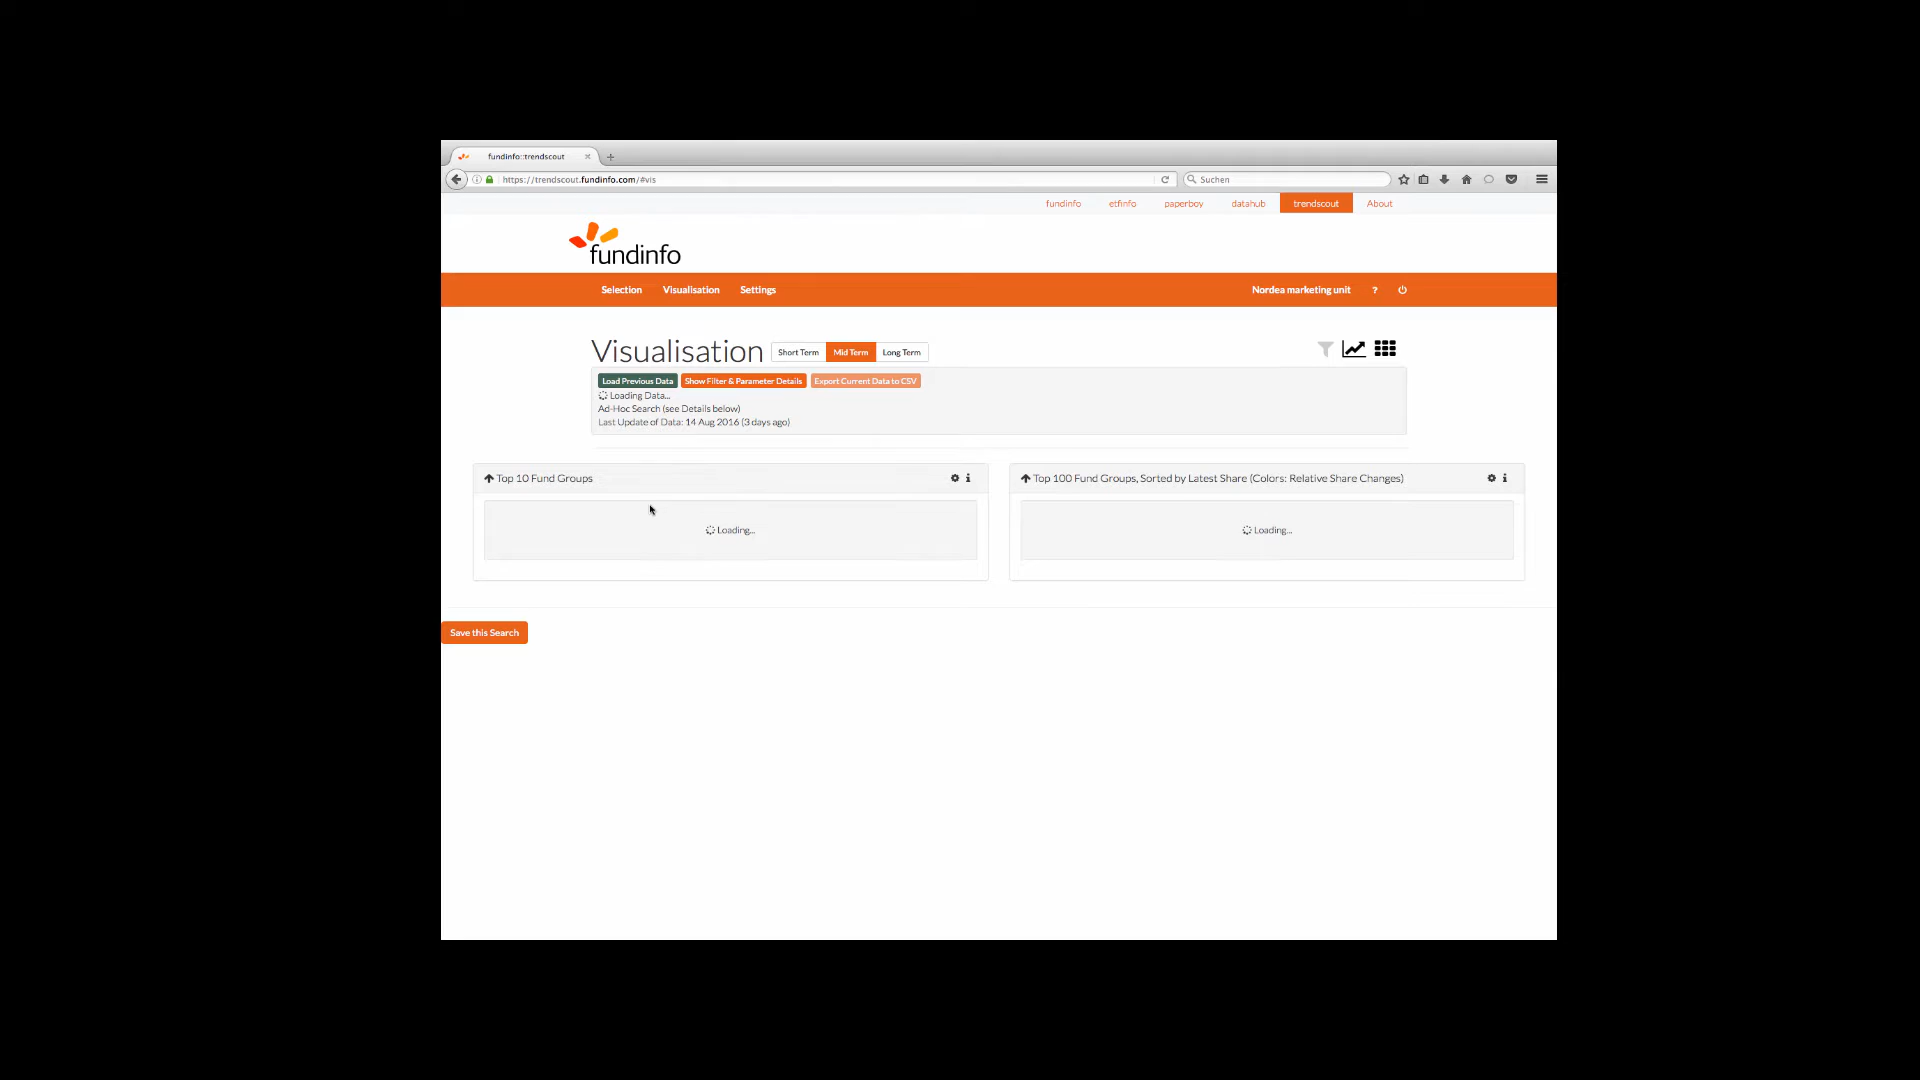 fundinfo::trendscout
https://trendscout.fundinfo.com/#vis
Suchen
fundinfo etfinfo paperboy datahub trendscout About
fundinfo
Selection Visualisation Settings Nordea marketing unit ?
Visualisation Short Term Mid Term Long Term
Load Previous Data Show Filter & Parameter Details Export Current Data to CSV
Loading Data...
Ad-Hoc Search (see Details below)
Last Update of Data: 14 Aug 2016 (3 days ago)
Top 10 Fund Groups
Loading...
Top 100 Fund Groups, Sorted by Latest Share (Colors: Relative Share Changes)
Loading...
Save this Search